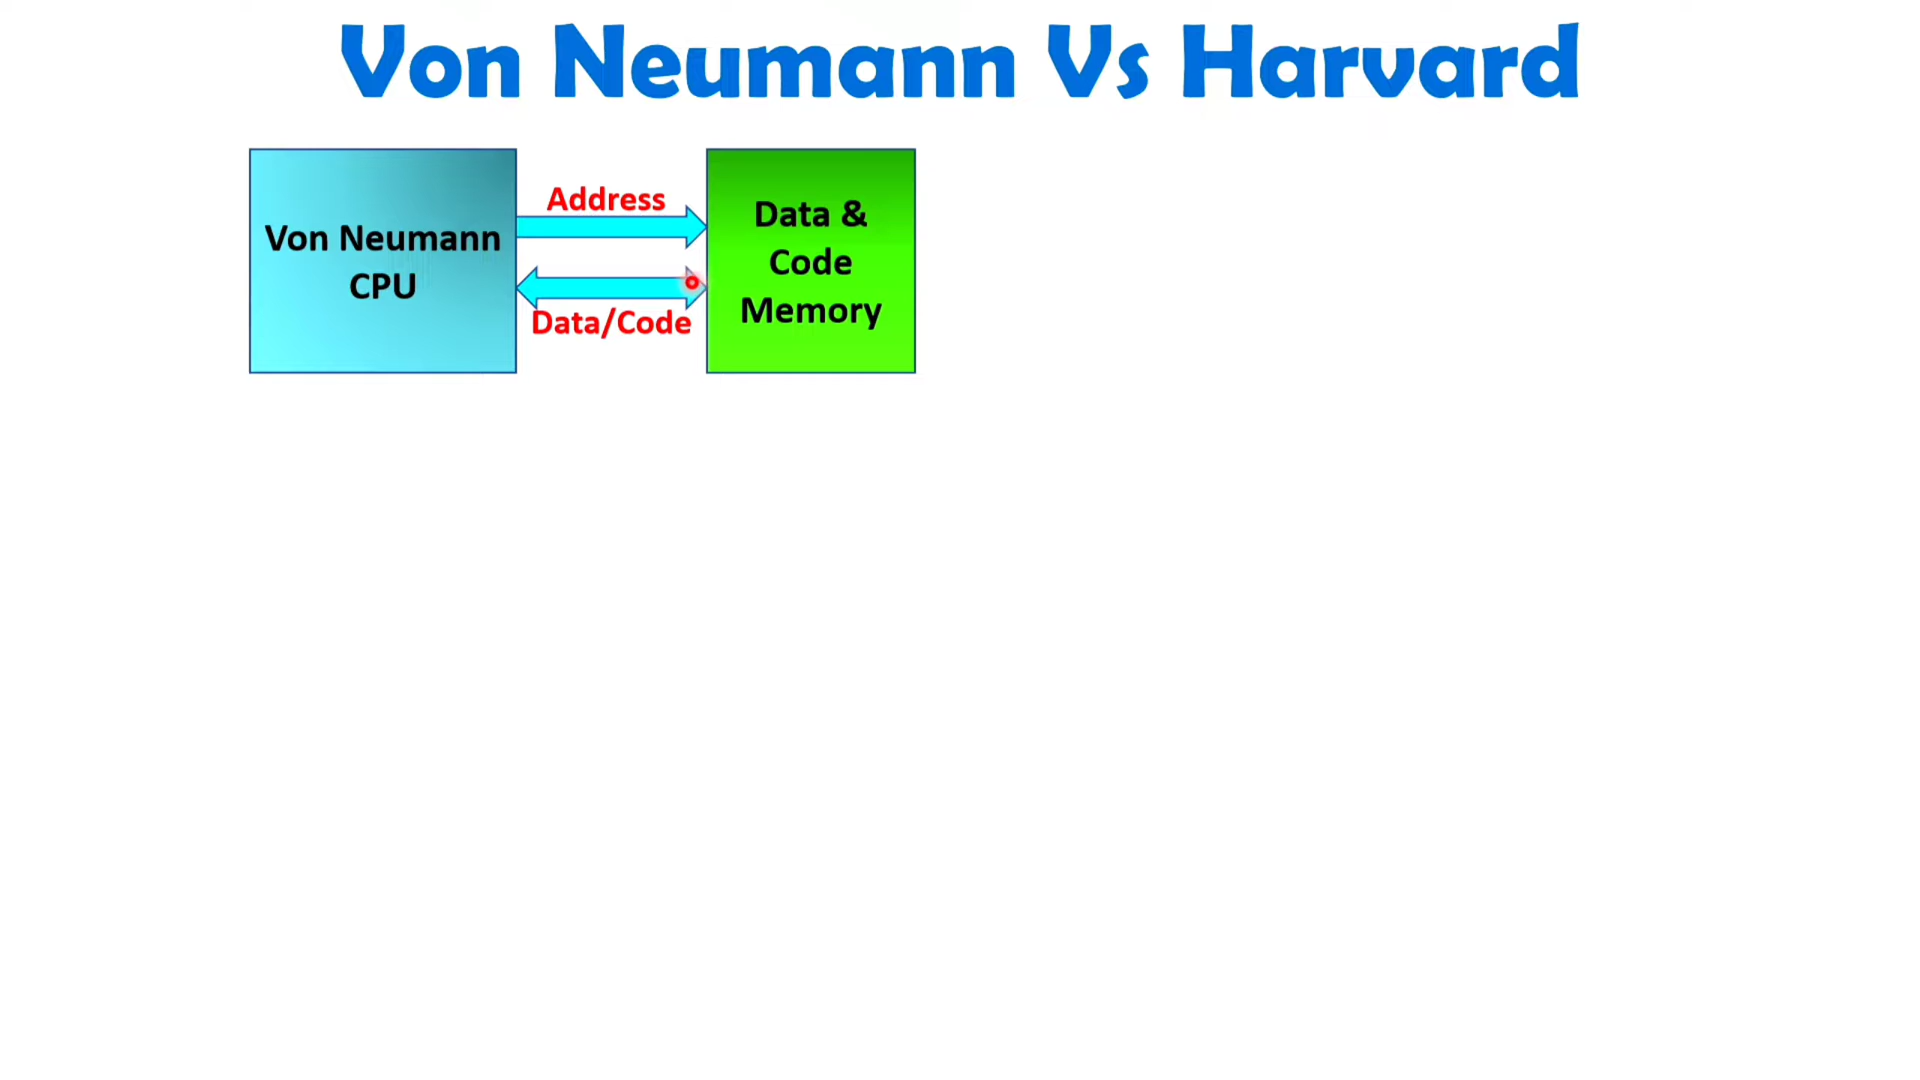 Von Neumann Vs Harvard
Von Neumann
CPU
Address
Data/Code
Data &
Code
Memory